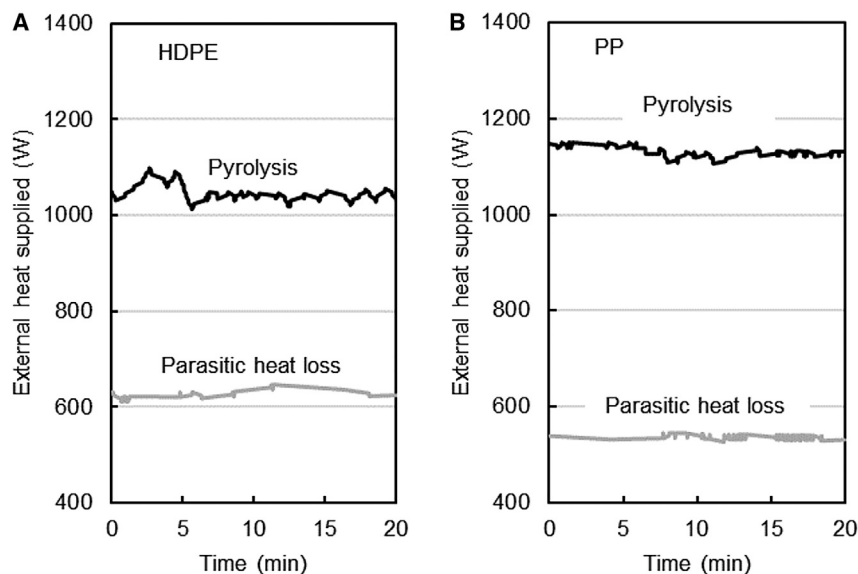 A
HDPE
External heat supplied (W)
1400
1200
1000
800
600
400
Pyrolysis
Parasitic heat loss
0 5 10 15 20
Time (min)
B
PP
External heat supplied (W)
1400
1200
1000
800
600
400
Pyrolysis
Parasitic heat loss
0 5 10 15 20
Time (min)